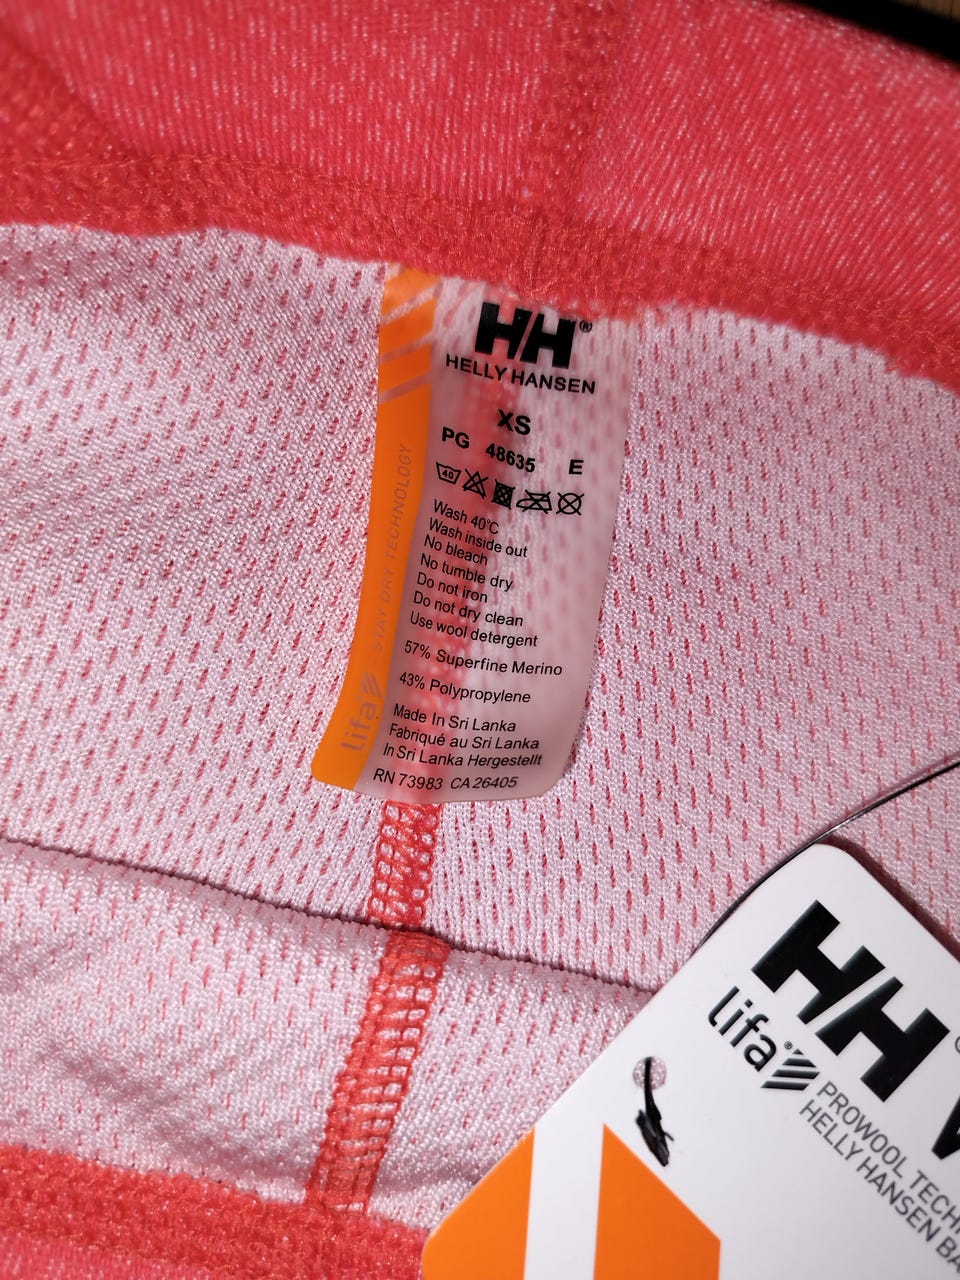 HH®
HELLY HANSEN
XS
PG 48635 E
40
Wash 40°C
Wash inside out
No bleach
No tumble dry
Do not iron
Do not dry clean
Use wool detergent
57% Superfine Merino
43% Polypropylene
Made In Sri Lanka
Fabriqué au Sri Lanka
In Sri Lanka Hergestellt
RN 73983 CA 26405
lifa STAY DRY TECHNOLOGY
HH
lifa®
PROWOOL TECH
HELLY HANSEN BA